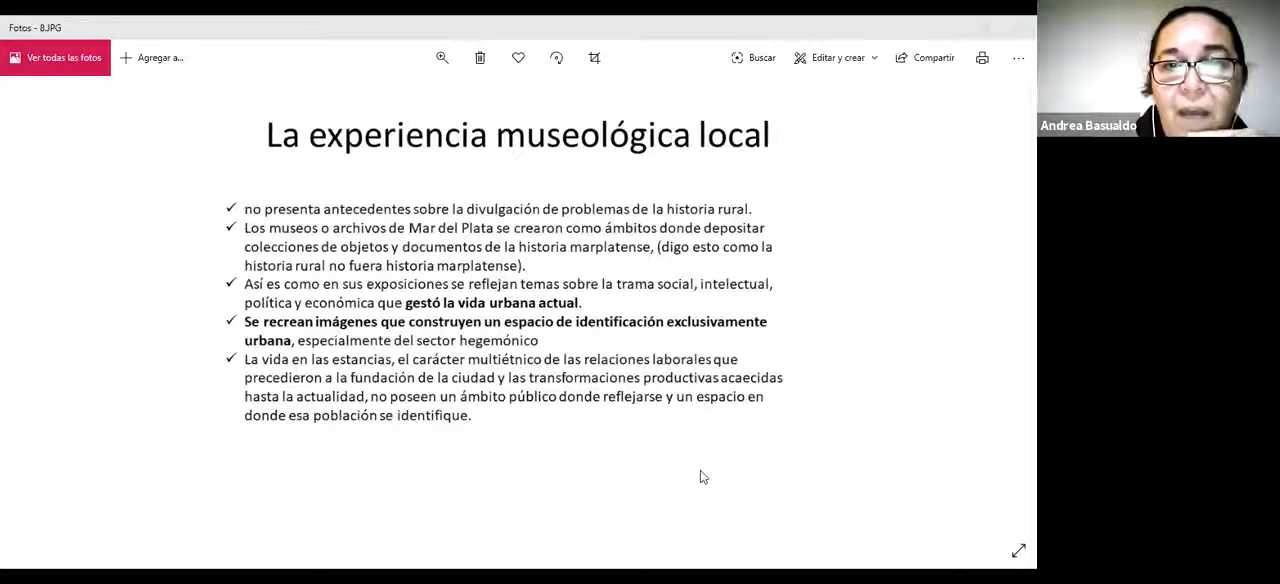 Fotos - 8.JPG
Ver todas las fotos
Agregar a...
Buscar
Editar y crear
Compartir
Andrea Basualdo
La experiencia museológica local
no presenta antecedentes sobre la divulgación de problemas de la historia rural.
Los museos o archivos de Mar del Plata se crearon como ámbitos donde depositar
colecciones de objetos y documentos de la historia marplatense, (digo esto como la
historia rural no fuera historia marplatense).
Así es como en sus exposiciones se reflejan temas sobre la trama social, intelectual,
política y económica que gestó la vida urbana actual.
Se recrean imágenes que construyen un espacio de identificación exclusivamente
urbana, especialmente del sector hegemónico
La vida en las estancias, el carácter multiétnico de las relaciones laborales que
precedieron a la fundación de la ciudad y las transformaciones productivas acaecidas
hasta la actualidad, no poseen un ámbito público donde reflejarse y un espacio en
donde esa población se identifique.